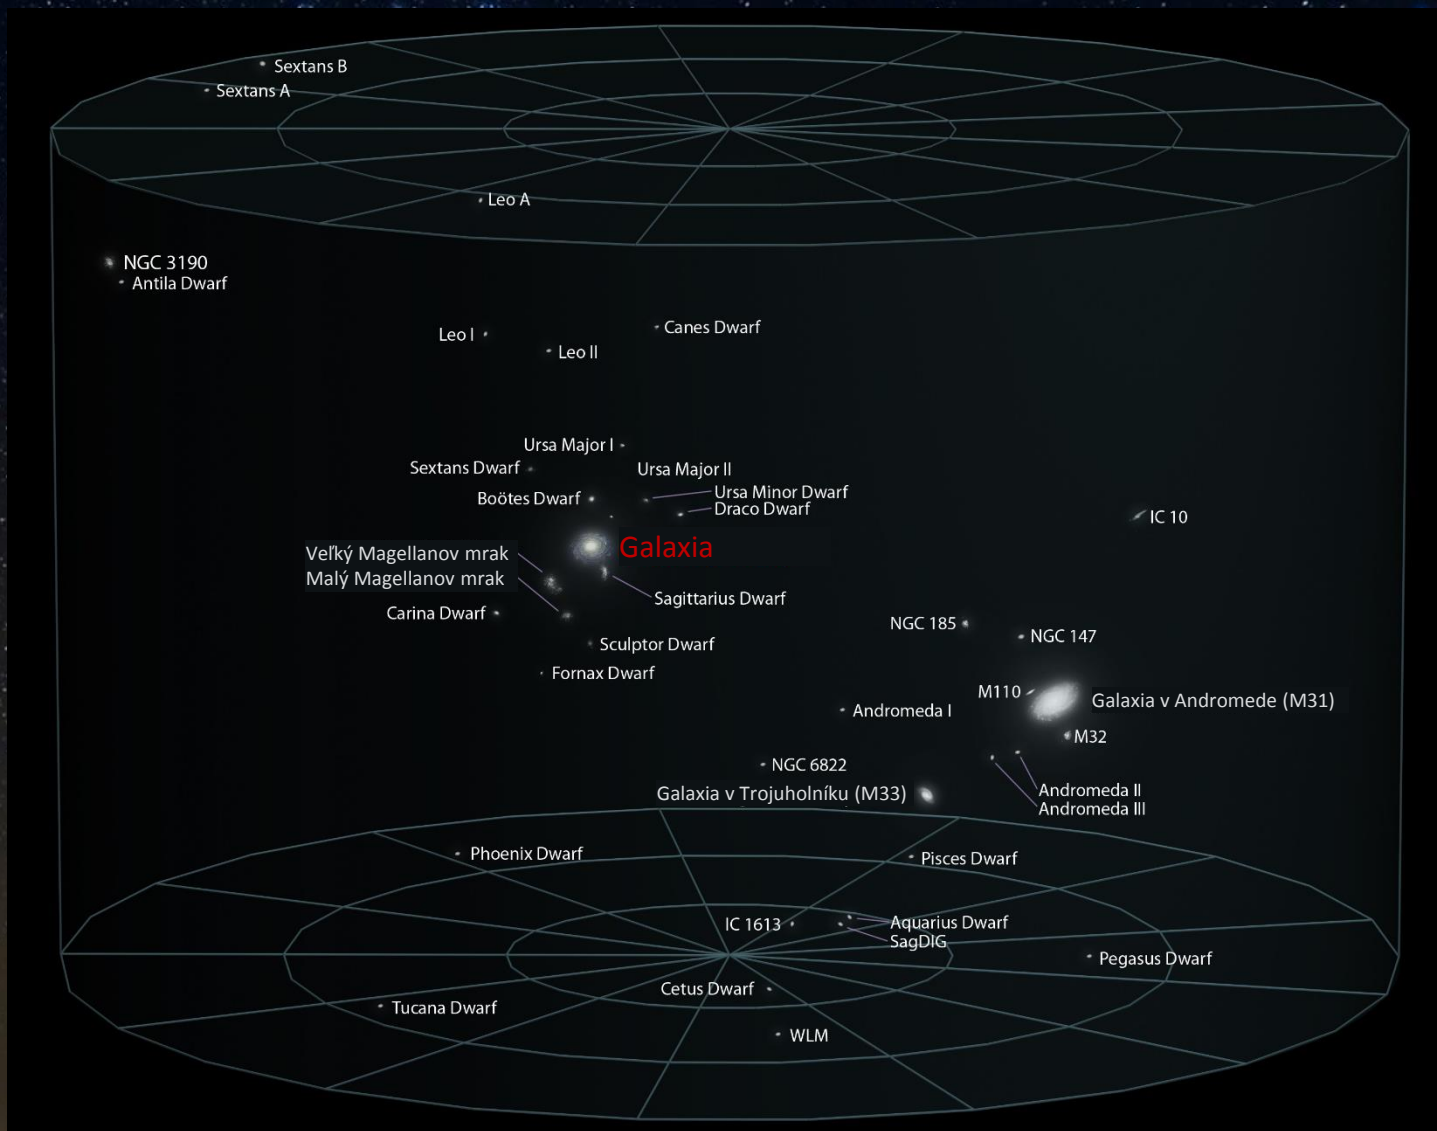 Sextans B
Sextans A
Leo A
NGC 3190
Antila Dwarf
Leo I
Canes Dwarf
Leo II
Ursa Major I
Sextans Dwarf
Ursa Major II
Boötes Dwarf
Ursa Minor Dwarf
Draco Dwarf
IC 10
Galaxia
Veľký Magellanov mrak
Malý Magellanov mrak
Sagittarius Dwarf
Carina Dwarf
NGC 185
NGC 147
Sculptor Dwarf
Fornax Dwarf
M110
Galaxia v Andromede (M31)
Andromeda I
M32
NGC 6822
Galaxia v Trojuholníku (M33)
Andromeda II
Andromeda III
Phoenix Dwarf
Pisces Dwarf
IC 1613
Aquarius Dwarf
SagDIG
Pegasus Dwarf
Cetus Dwarf
Tucana Dwarf
WLM